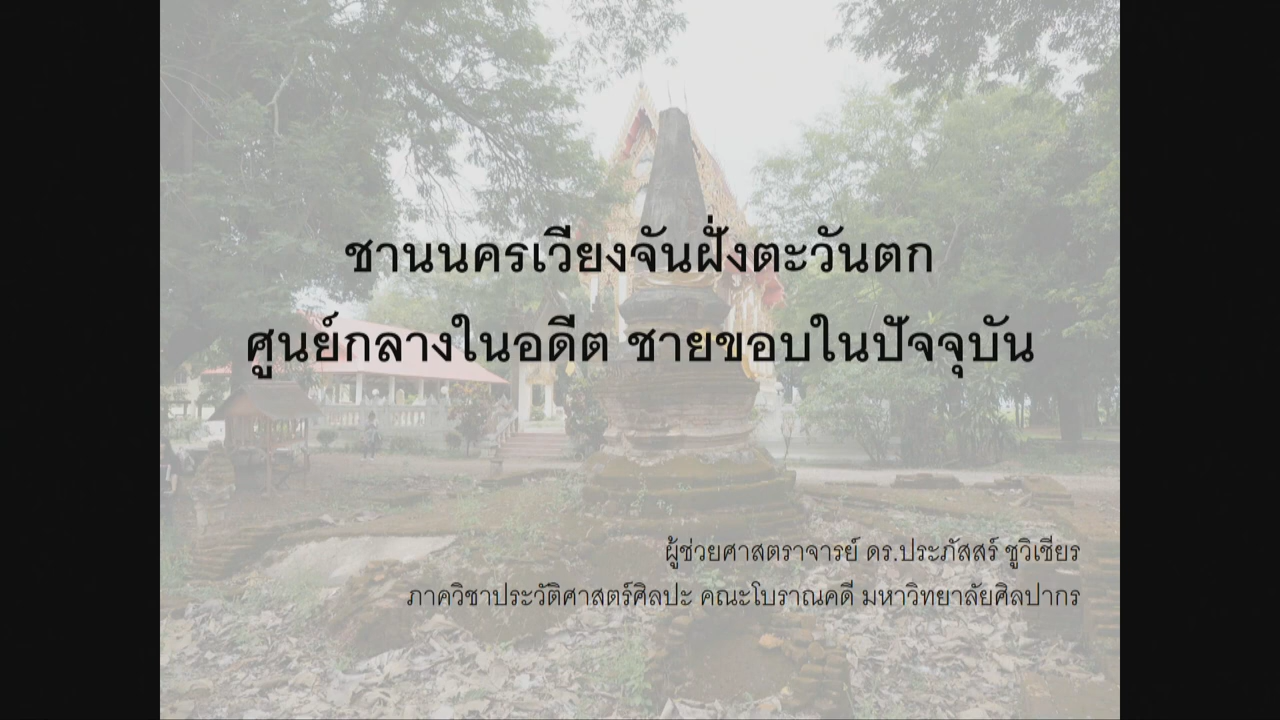 ชานนครเวียงจันฝั่งตะวันตก
ศูนย์กลางในอดีต ชายขอบในปัจจุบัน
ผู้ช่วยศาสตราจารย์ ดร.ประภัสสร์ ชูวิเชียร
ภาควิชาประวัติศาสตร์ศิลปะ คณะโบราณคดี มหาวิทยาลัยศิลปากร